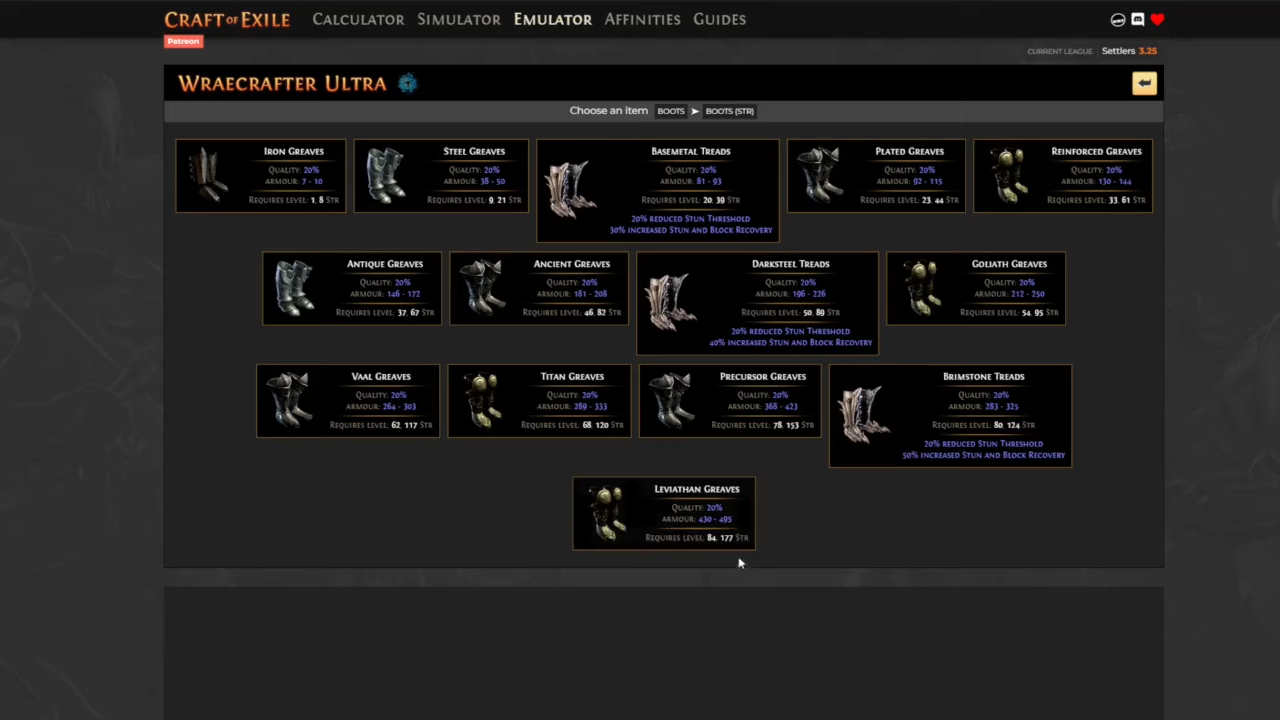 CRAFT OF EXILE CALCULATOR SIMULATOR EMULATOR AFFINITIES GUIDES
Patreon
CURRENT LEAGUE Settlers 3.25
WRAECRAFTER ULTRA
Choose an item BOOTS ➤ BOOTS (STR)
IRON GREAVES
QUALITY: 20%
ARMOUR: 7 - 10
REQUIRES LEVEL: 1, 8 STR
STEEL GREAVES
QUALITY: 20%
ARMOUR: 38 - 50
REQUIRES LEVEL: 9, 21 STR
BASEMETAL TREADS
QUALITY: 20%
ARMOUR: 81 - 93
REQUIRES LEVEL: 20, 39 STR
20% REDUCED STUN THRESHOLD
30% INCREASED STUN AND BLOCK RECOVERY
PLATED GREAVES
QUALITY: 20%
ARMOUR: 92 - 115
REQUIRES LEVEL: 23, 44 STR
REINFORCED GREAVES
QUALITY: 20%
ARMOUR: 130 - 144
REQUIRES LEVEL: 33, 61 STR
ANTIQUE GREAVES
QUALITY: 20%
ARMOUR: 146 - 172
REQUIRES LEVEL: 37, 67 STR
ANCIENT GREAVES
QUALITY: 20%
ARMOUR: 181 - 208
REQUIRES LEVEL: 46, 82 STR
DARKSTEEL TREADS
QUALITY: 20%
ARMOUR: 196 - 226
REQUIRES LEVEL: 50, 89 STR
20% REDUCED STUN THRESHOLD
40% INCREASED STUN AND BLOCK RECOVERY
GOLIATH GREAVES
QUALITY: 20%
ARMOUR: 212 - 250
REQUIRES LEVEL: 54, 95 STR
VAAL GREAVES
QUALITY: 20%
ARMOUR: 264 - 303
REQUIRES LEVEL: 62, 117 STR
TITAN GREAVES
QUALITY: 20%
ARMOUR: 289 - 333
REQUIRES LEVEL: 68, 120 STR
PRECURSOR GREAVES
QUALITY: 20%
ARMOUR: 368 - 423
REQUIRES LEVEL: 78, 153 STR
BRIMSTONE TREADS
QUALITY: 20%
ARMOUR: 283 - 325
REQUIRES LEVEL: 80, 124 STR
20% REDUCED STUN THRESHOLD
50% INCREASED STUN AND BLOCK RECOVERY
LEVIATHAN GREAVES
QUALITY: 20%
ARMOUR: 430 - 495
REQUIRES LEVEL: 84, 177 STR